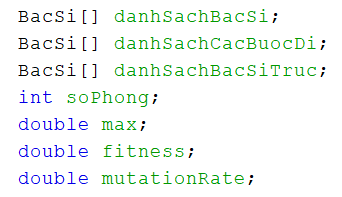 BacSi[] danhSachBacSi;
BacSi[] danhSachCacBuocDi;
BacSi[] danhSachBacSiTruc;
int soPhong;
double max;
double fitness;
double mutationRate;